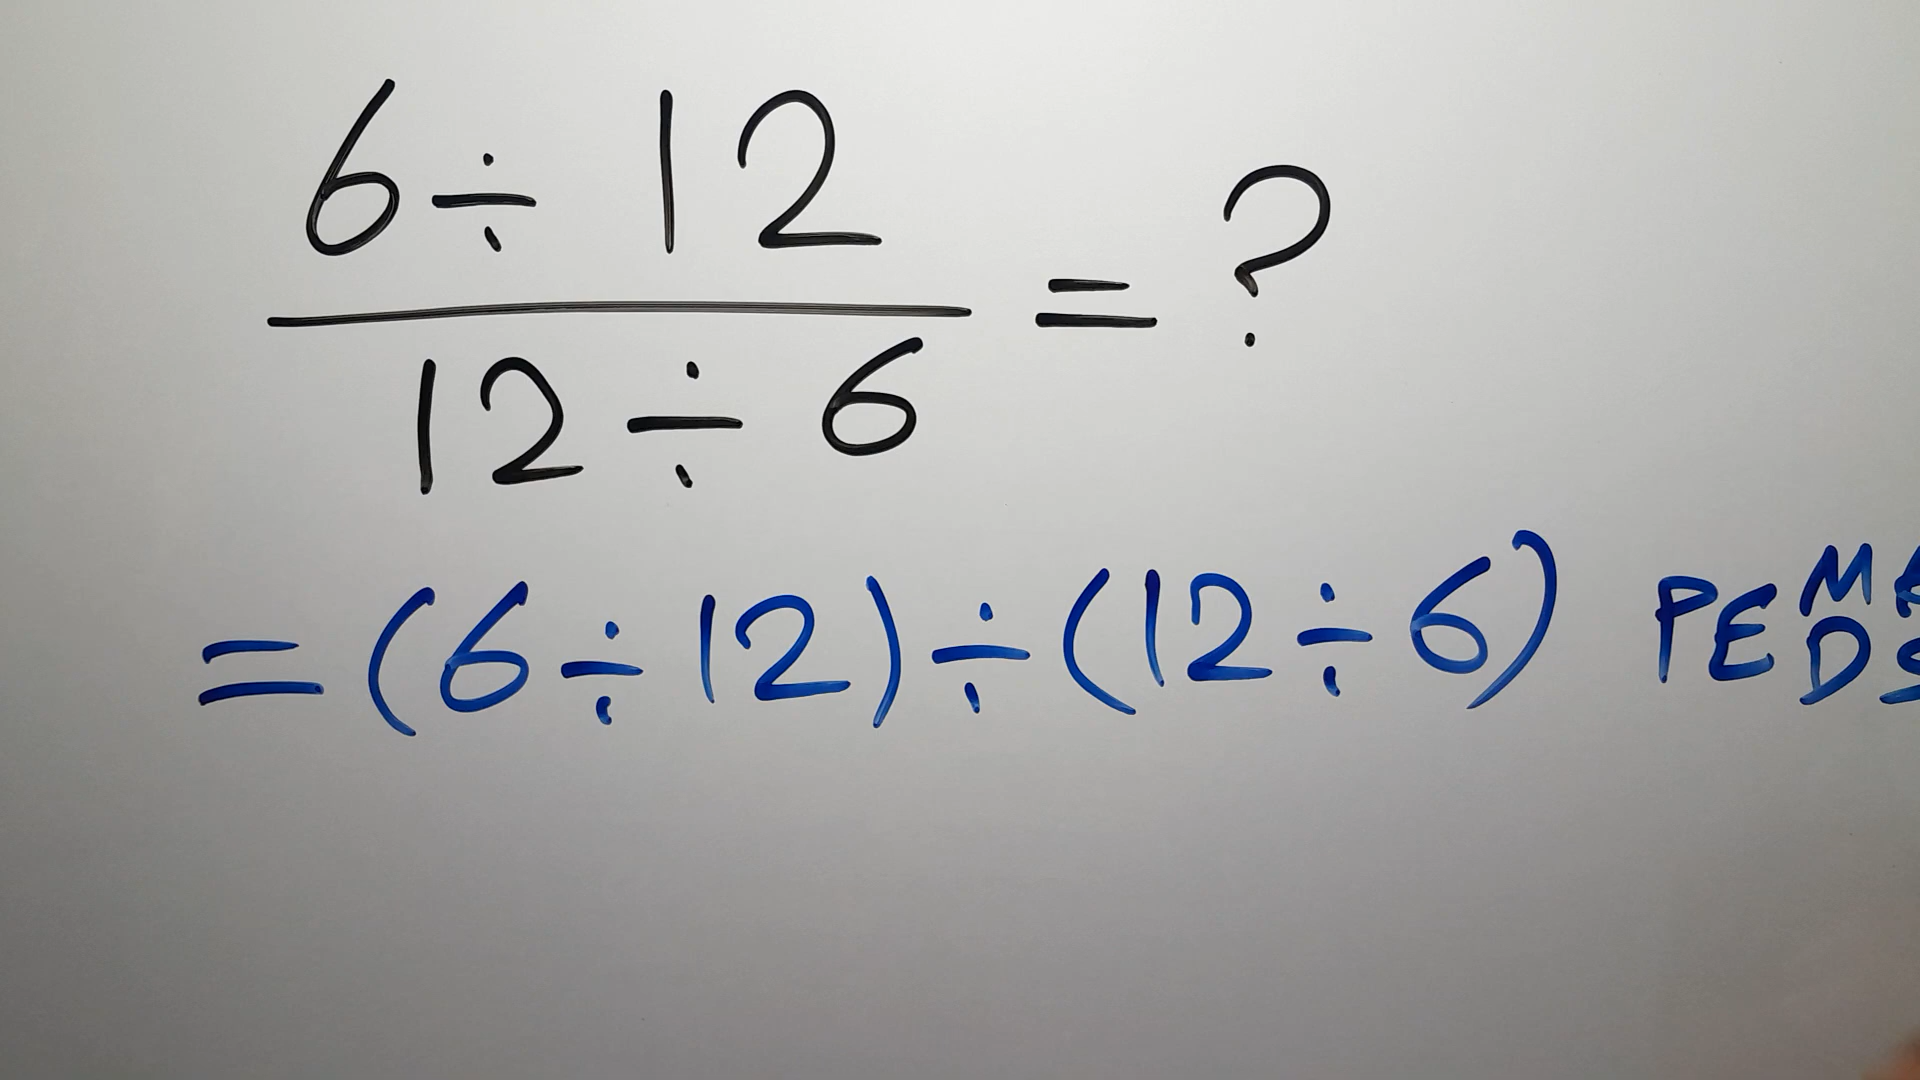 6 ÷ 12
= ?
12 ÷ 6
= (6 ÷ 12) ÷ (12 ÷ 6) PE M
D